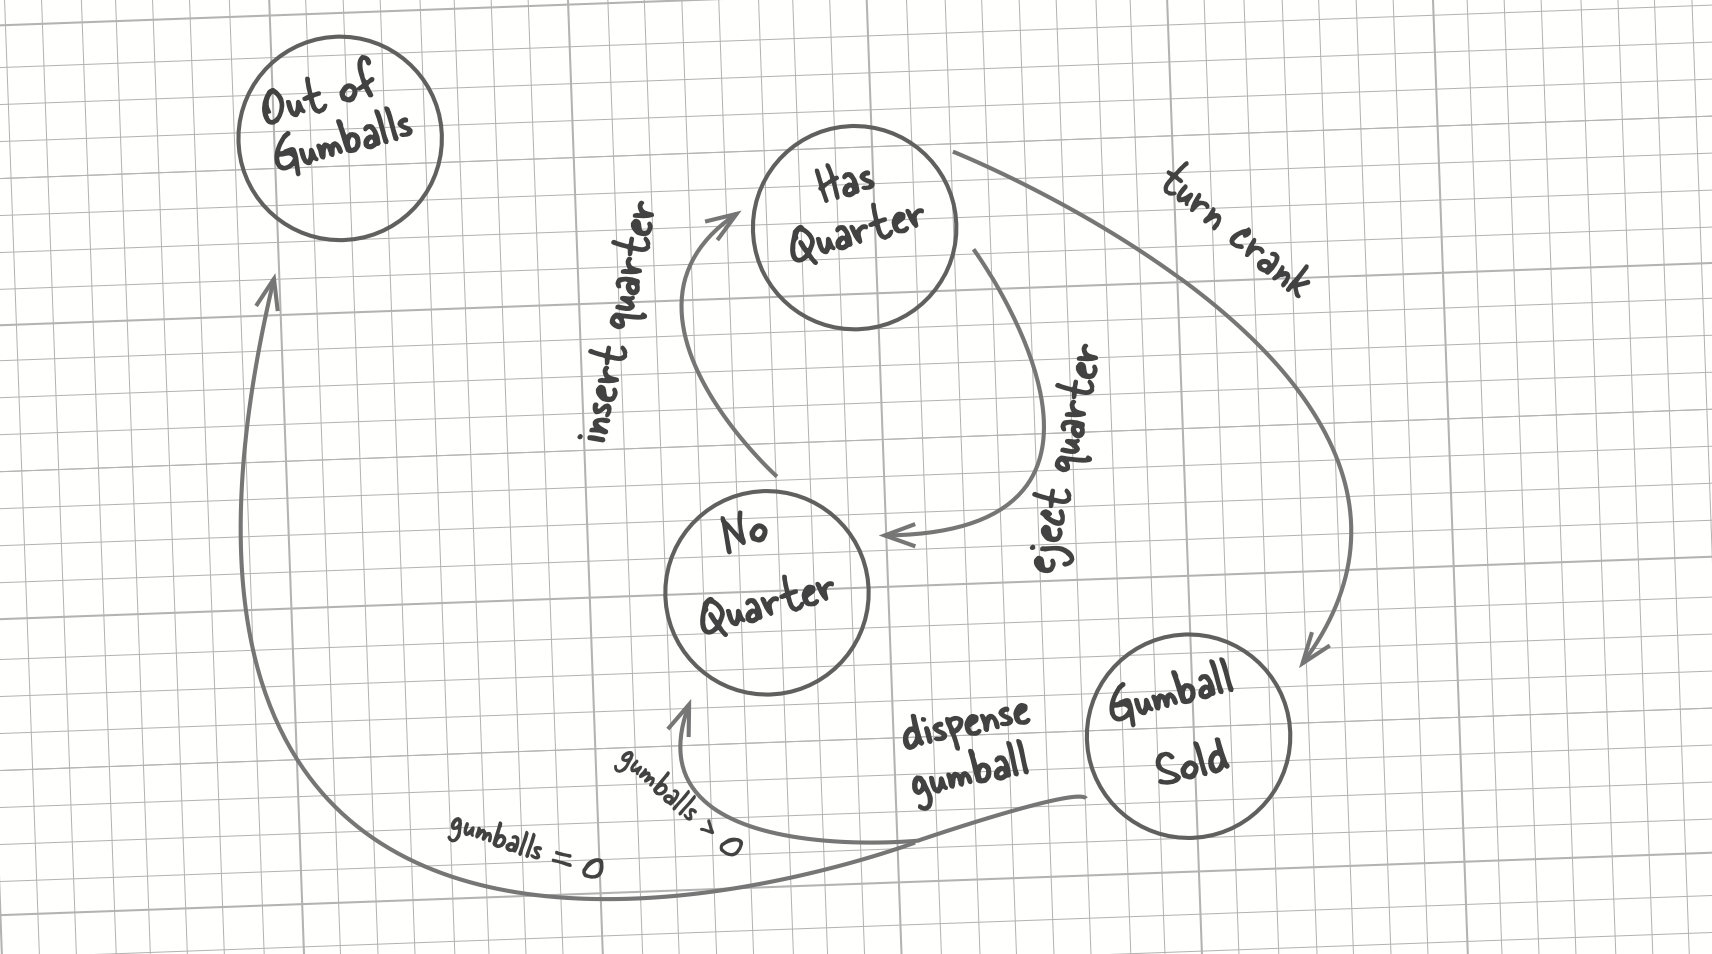 Out of
Gumballs
Has
Quarter
turn crank
insert quarter
eject quarter
No
Quarter
Gumball
Sold
dispense
gumball
gumballs > 0
gumballs = 0